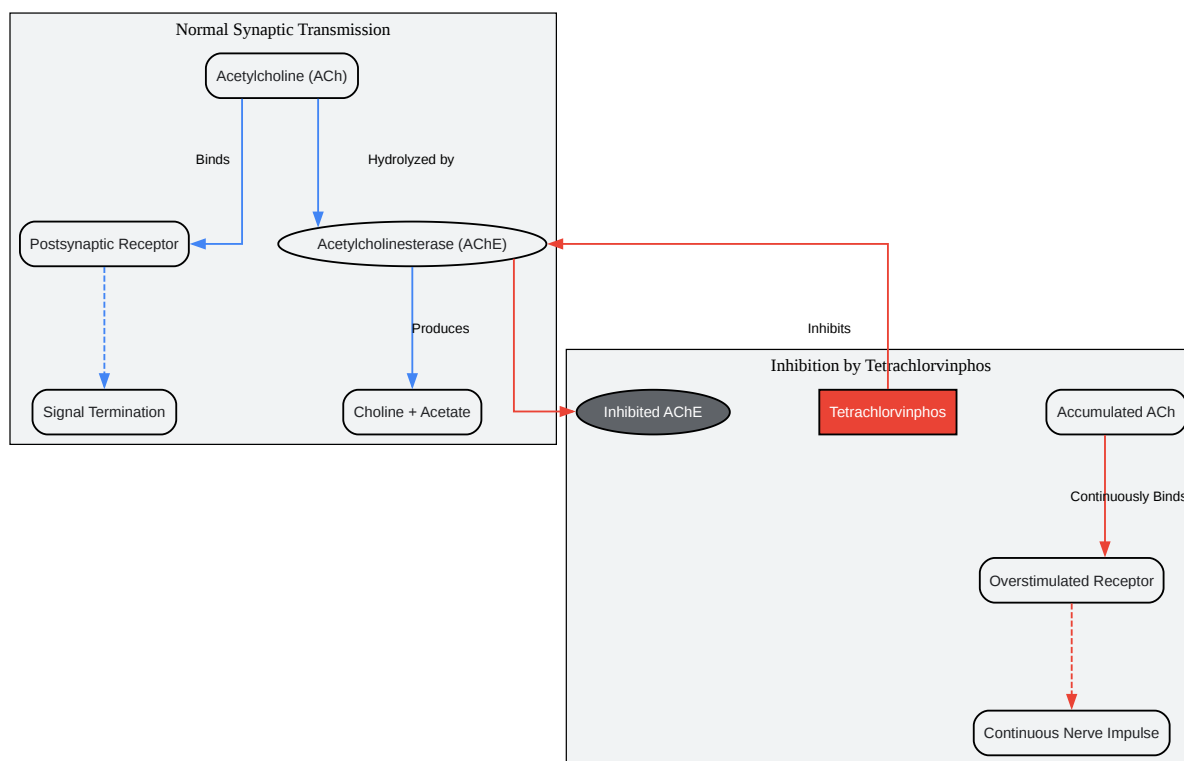 Normal Synaptic Transmission
Acetylcholine (ACh)
Binds
Hydrolyzed by
Postsynaptic Receptor
Acetylcholinesterase (AChE)
Produces
Inhibits
Signal Termination
Choline + Acetate
Inhibition by Tetrachlorvinphos
Inhibited AChE
Tetrachlorvinphos
Accumulated ACh
Continuously Binds
Overstimulated Receptor
Continuous Nerve Impulse